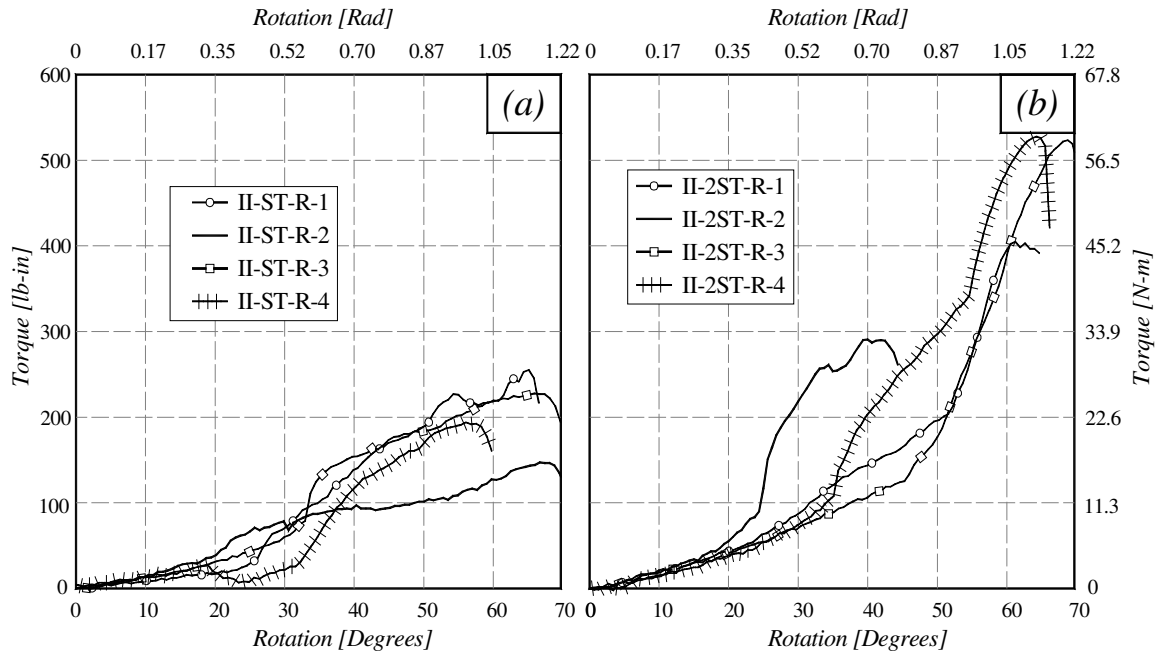 Rotation [Rad]
0 0.17 0.35 0.52 0.70 0.87 1.05 1.22
600
500
400
300
200
100
0
Torque [lb-in]
(a)
II-ST-R-1
II-ST-R-2
II-ST-R-3
II-ST-R-4
0 10 20 30 40 50 60 70
Rotation [Degrees]
Rotation [Rad]
0 0.17 0.35 0.52 0.70 0.87 1.05 1.22
(b)
II-2ST-R-1
II-2ST-R-2
II-2ST-R-3
II-2ST-R-4
67.8
56.5
45.2
33.9
22.6
11.3
0
Torque [N-m]
0 10 20 30 40 50 60 70
Rotation [Degrees]